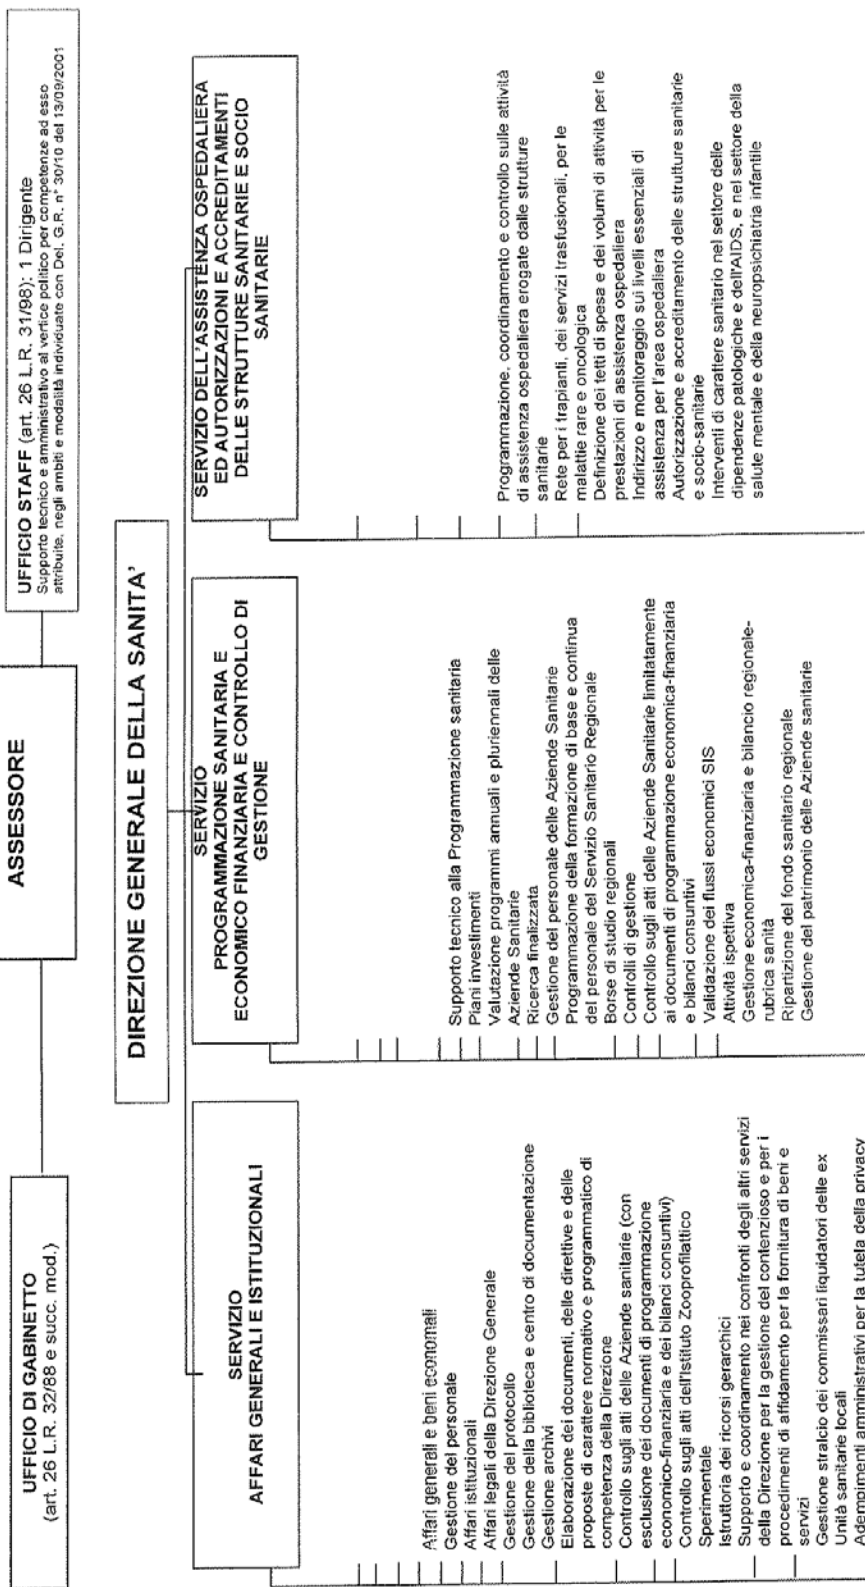 UFFICIO DI GABINETTO
(art. 26 L.R. 32/88 e succ. mod.)
ASSESSORE
UFFICIO STAFF (art. 26 L.R. 31/98): 1 Dirigente
Supporto tecnico e amministrativo al vertice politico per competenze ad esso
attribuite, negli ambiti e modalità individuate con Del. G.R. n° 30/10 del 13/09/2001
DIREZIONE GENERALE DELLA SANITA'
SERVIZIO
AFFARI GENERALI E ISTITUZIONALI
Affari generali e beni economali
Gestione del personale
Affari istituzionali
Affari legali della Direzione Generale
Gestione del protocollo
Gestione della biblioteca e centro di documentazione
Gestione archivi
Elaborazione dei documenti, delle direttive e delle
proposte di carattere normativo e programmatico di
competenza della Direzione
Controllo sugli atti delle Aziende sanitarie (con
esclusione dei documenti di programmazione
economico-finanziaria e dei bilanci consuntivi)
Controllo sugli atti dell'Istituto Zooprofilattico
Sperimentale
Istruttoria dei ricorsi gerarchici
Supporto e coordinamento nei confronti degli altri servizi
della Direzione per la gestione del contenzioso e per i
procedimenti di affidamento per la fornitura di beni e
servizi
Gestione stralcio dei commissari liquidatori delle ex
Unità sanitarie locali
Adempimenti amministrativi per la tutela della privacy
SERVIZIO
PROGRAMMAZIONE SANITARIA E
ECONOMICO FINANZIARIA E CONTROLLO DI
GESTIONE
Supporto tecnico alla Programmazione sanitaria
Piani investimenti
Valutazione programmi annuali e pluriennali delle
Aziende Sanitarie
Ricerca finalizzata
Gestione del personale delle Aziende Sanitarie
Programmazione della formazione di base e continua
del personale del Servizio Sanitario Regionale
Borse di studio regionali
Controlli di gestione
Controllo sugli atti delle Aziende Sanitarie limitatamente
ai documenti di programmazione economica-finanziaria
e bilanci consuntivi
Validazione dei flussi economici SIS
Attività ispettiva
Gestione economica-finanziaria e bilancio regionale-
rubrica sanità
Ripartizione del fondo sanitario regionale
Gestione del patrimonio delle Aziende sanitarie
SERVIZIO DELL'ASSISTENZA OSPEDALIERA
ED AUTORIZZAZIONI E ACCREDITAMENTI
DELLE STRUTTURE SANITARIE E SOCIO
SANITARIE
Programmazione, coordinamento e controllo sulle attività
di assistenza ospedaliera erogate dalle strutture
sanitarie
Rete per i trapianti, dei servizi trasfusionali, per le
malattie rare e oncologica
Definizione dei tetti di spesa e dei volumi di attività per le
prestazioni di assistenza ospedaliera
Indirizzo e monitoraggio sui livelli essenziali di
assistenza per l'area ospedaliera
Autorizzazione e accreditamento delle strutture sanitarie
e socio-sanitarie
Interventi di carattere sanitario nel settore delle
dipendenze patologiche e dell'AIDS, e nel settore della
salute mentale e della neuropsichiatria infantile